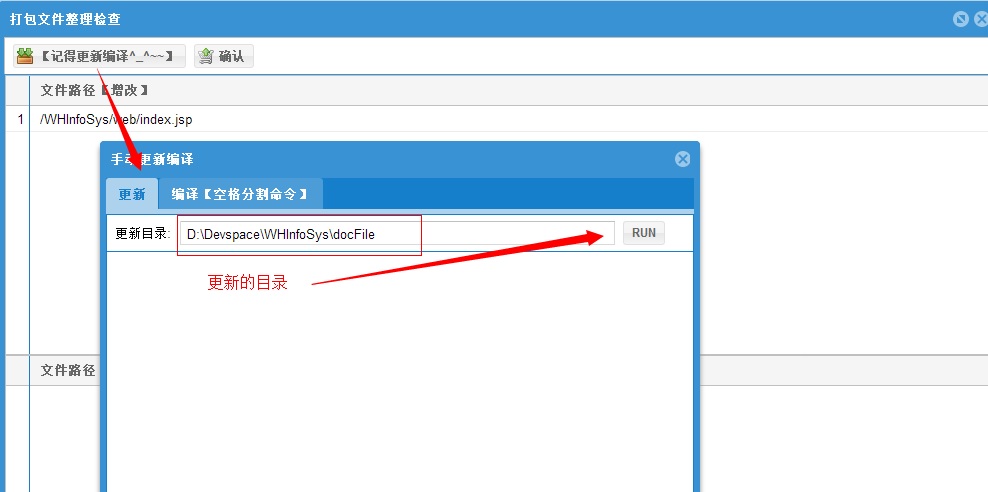 打包文件整理检查
【记得更新编译^_^~~】 确认
文件路径【增改】
1 /WHInfoSys/web/index.jsp
手动更新编译
更新 编译【空格分割命令】
更新目录: D:\Devspace\WHInfoSys\docFile RUN
更新的目录
文件路径